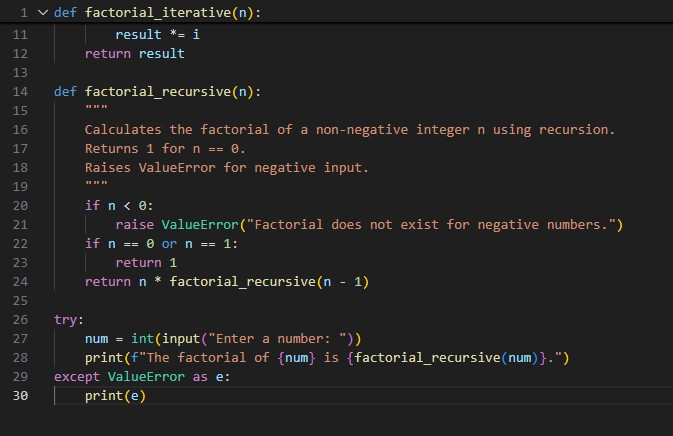 1 def factorial_iterative(n):
11         result *= i
12     return result
13
14 def factorial_recursive(n):
15     """
16     Calculates the factorial of a non-negative integer n using recursion.
17     Returns 1 for n == 0.
18     Raises ValueError for negative input.
19     """
20     if n < 0:
21         raise ValueError("Factorial does not exist for negative numbers.")
22     if n == 0 or n == 1:
23         return 1
24     return n * factorial_recursive(n - 1)
25
26 try:
27     num = int(input("Enter a number: "))
28     print(f"The factorial of {num} is {factorial_recursive(num)}.")
29 except ValueError as e:
30     print(e)